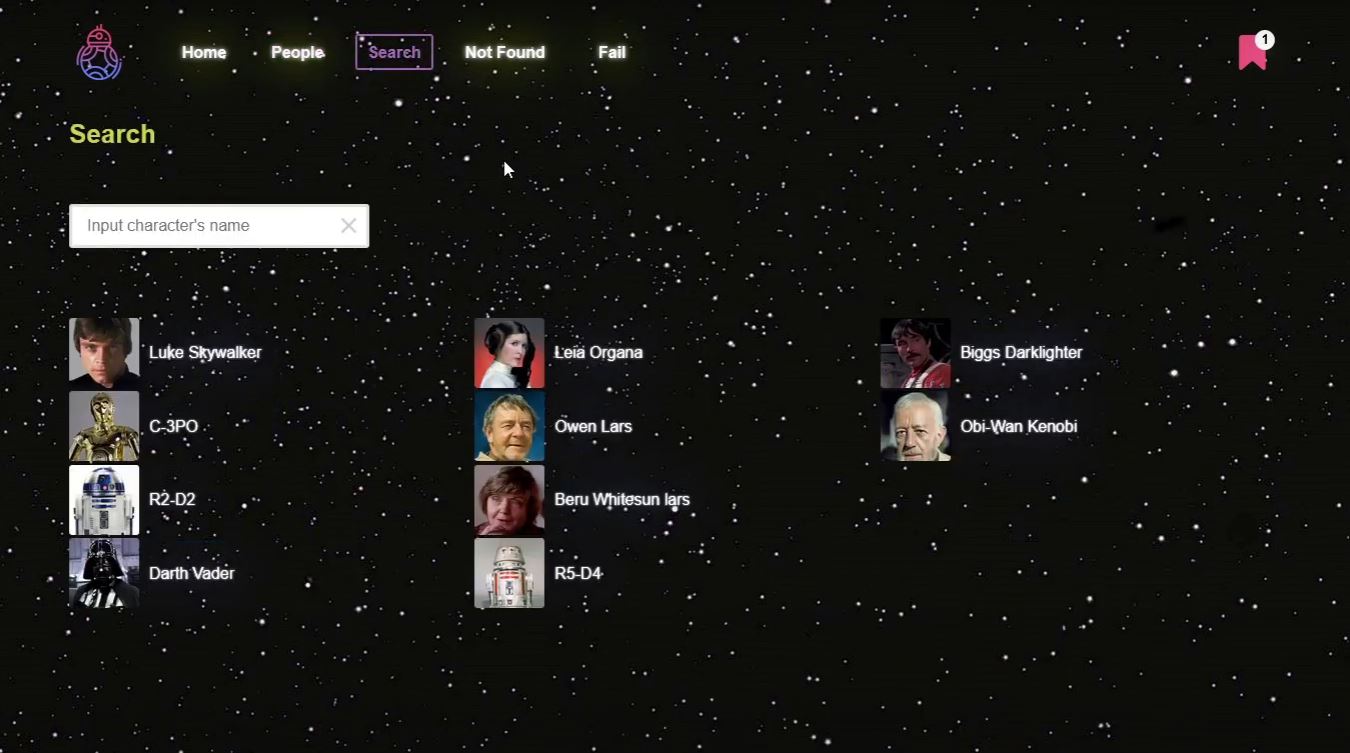 Home People Search Not Found Fail 1
Search
Input character's name
Luke Skywalker
C-3PO
R2-D2
Darth Vader
Leia Organa
Owen Lars
Beru Whitesun lars
R5-D4
Biggs Darklighter
Obi-Wan Kenobi